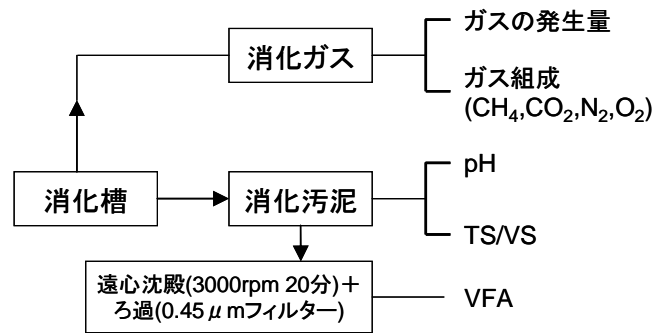 消化ガス
ガスの発生量
ガス組成
(CH₄,CO₂,N₂,O₂)
消化槽
消化汚泥
pH
TS/VS
遠心沈殿(3000rpm 20分)＋
ろ過(0.45μmフィルター)
VFA